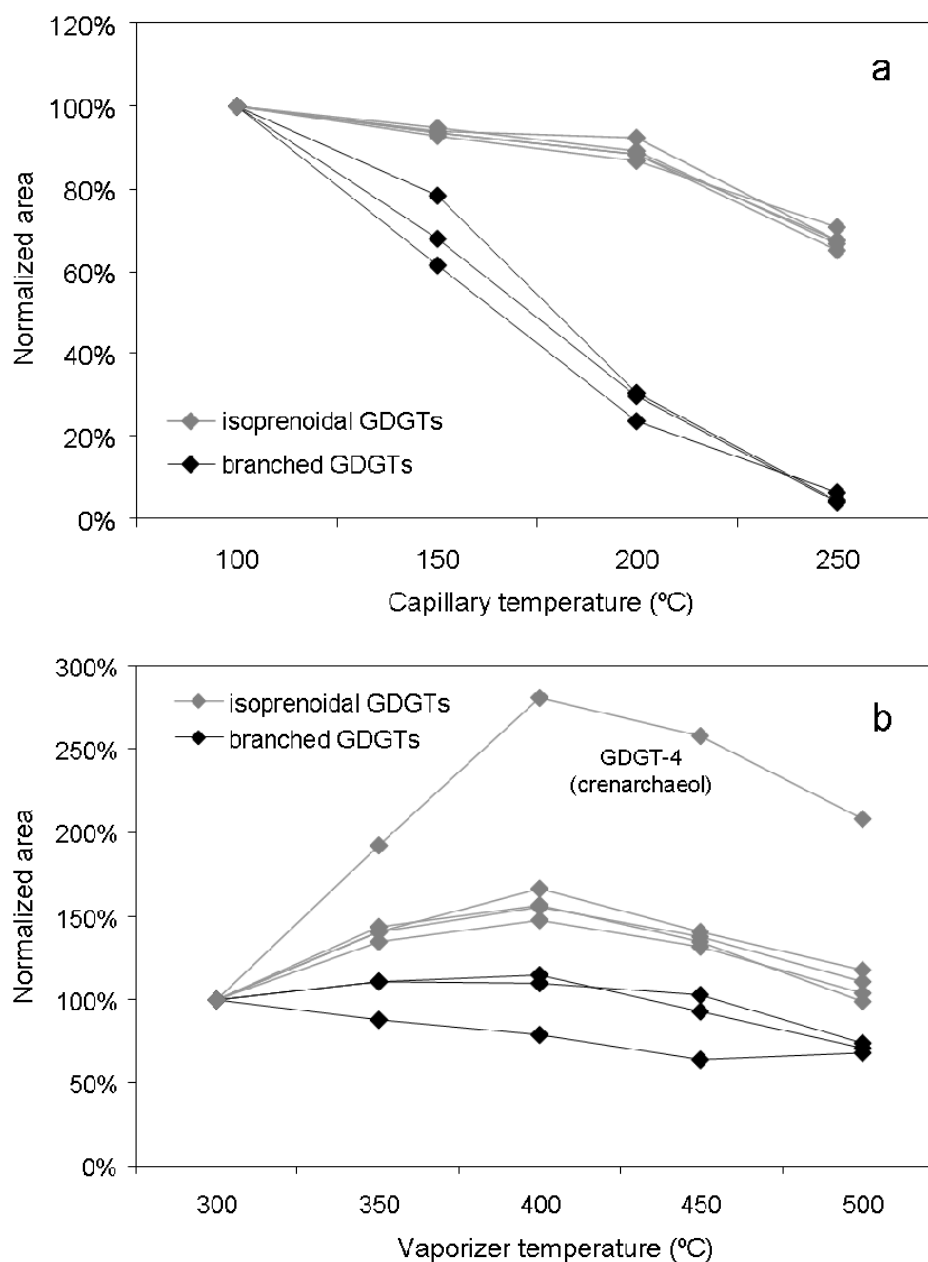 120%
a
100%
80%
60%
40%
20%
0%
Normalized area
isoprenoidal GDGTs
branched GDGTs
100 150 200 250
Capillary temperature (ºC)
300%
250%
200%
150%
100%
50%
0%
Normalized area
isoprenoidal GDGTs
branched GDGTs
b
GDGT-4
(crenarchaeol)
300 350 400 450 500
Vaporizer temperature (ºC)